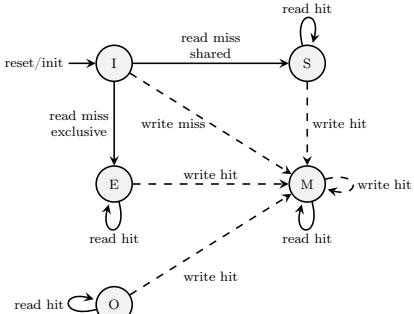 read hit
read miss
shared
reset/init
I
S
read miss
exclusive
write miss
write hit
E
write hit
M
write hit
read hit
read hit
write hit
read hit
O